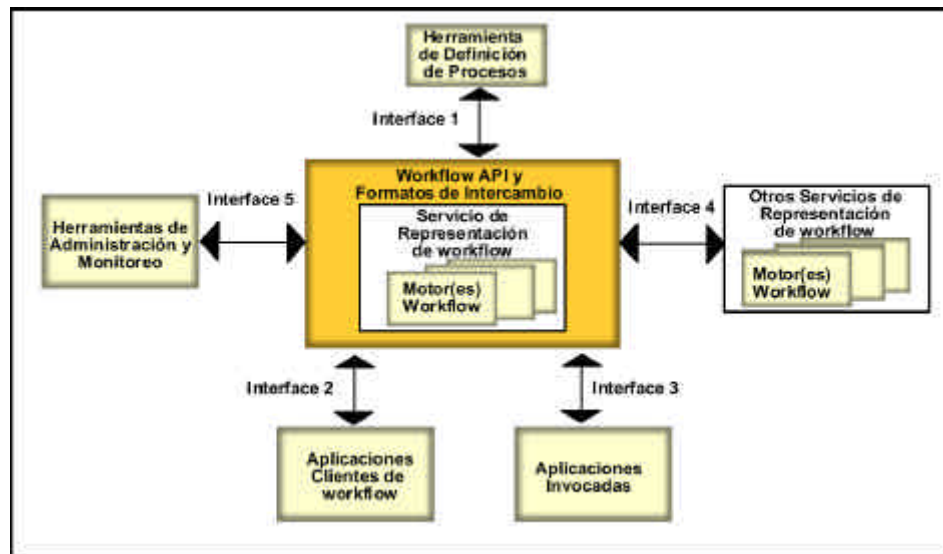 Herramienta
de Definición
de Procesos
Interface 1
Workflow API y
Formatos de Intercambio
Interface 5
Herramientas de
Administración y
Monitoreo
Servicio de
Representación
de workflow
Motor(es)
Workflow
Interface 4
Otros Servicios de
Representación
de workflow
Motor(es)
Workflow
Interface 2
Interface 3
Aplicaciones
Clientes de
workflow
Aplicaciones
Invocadas